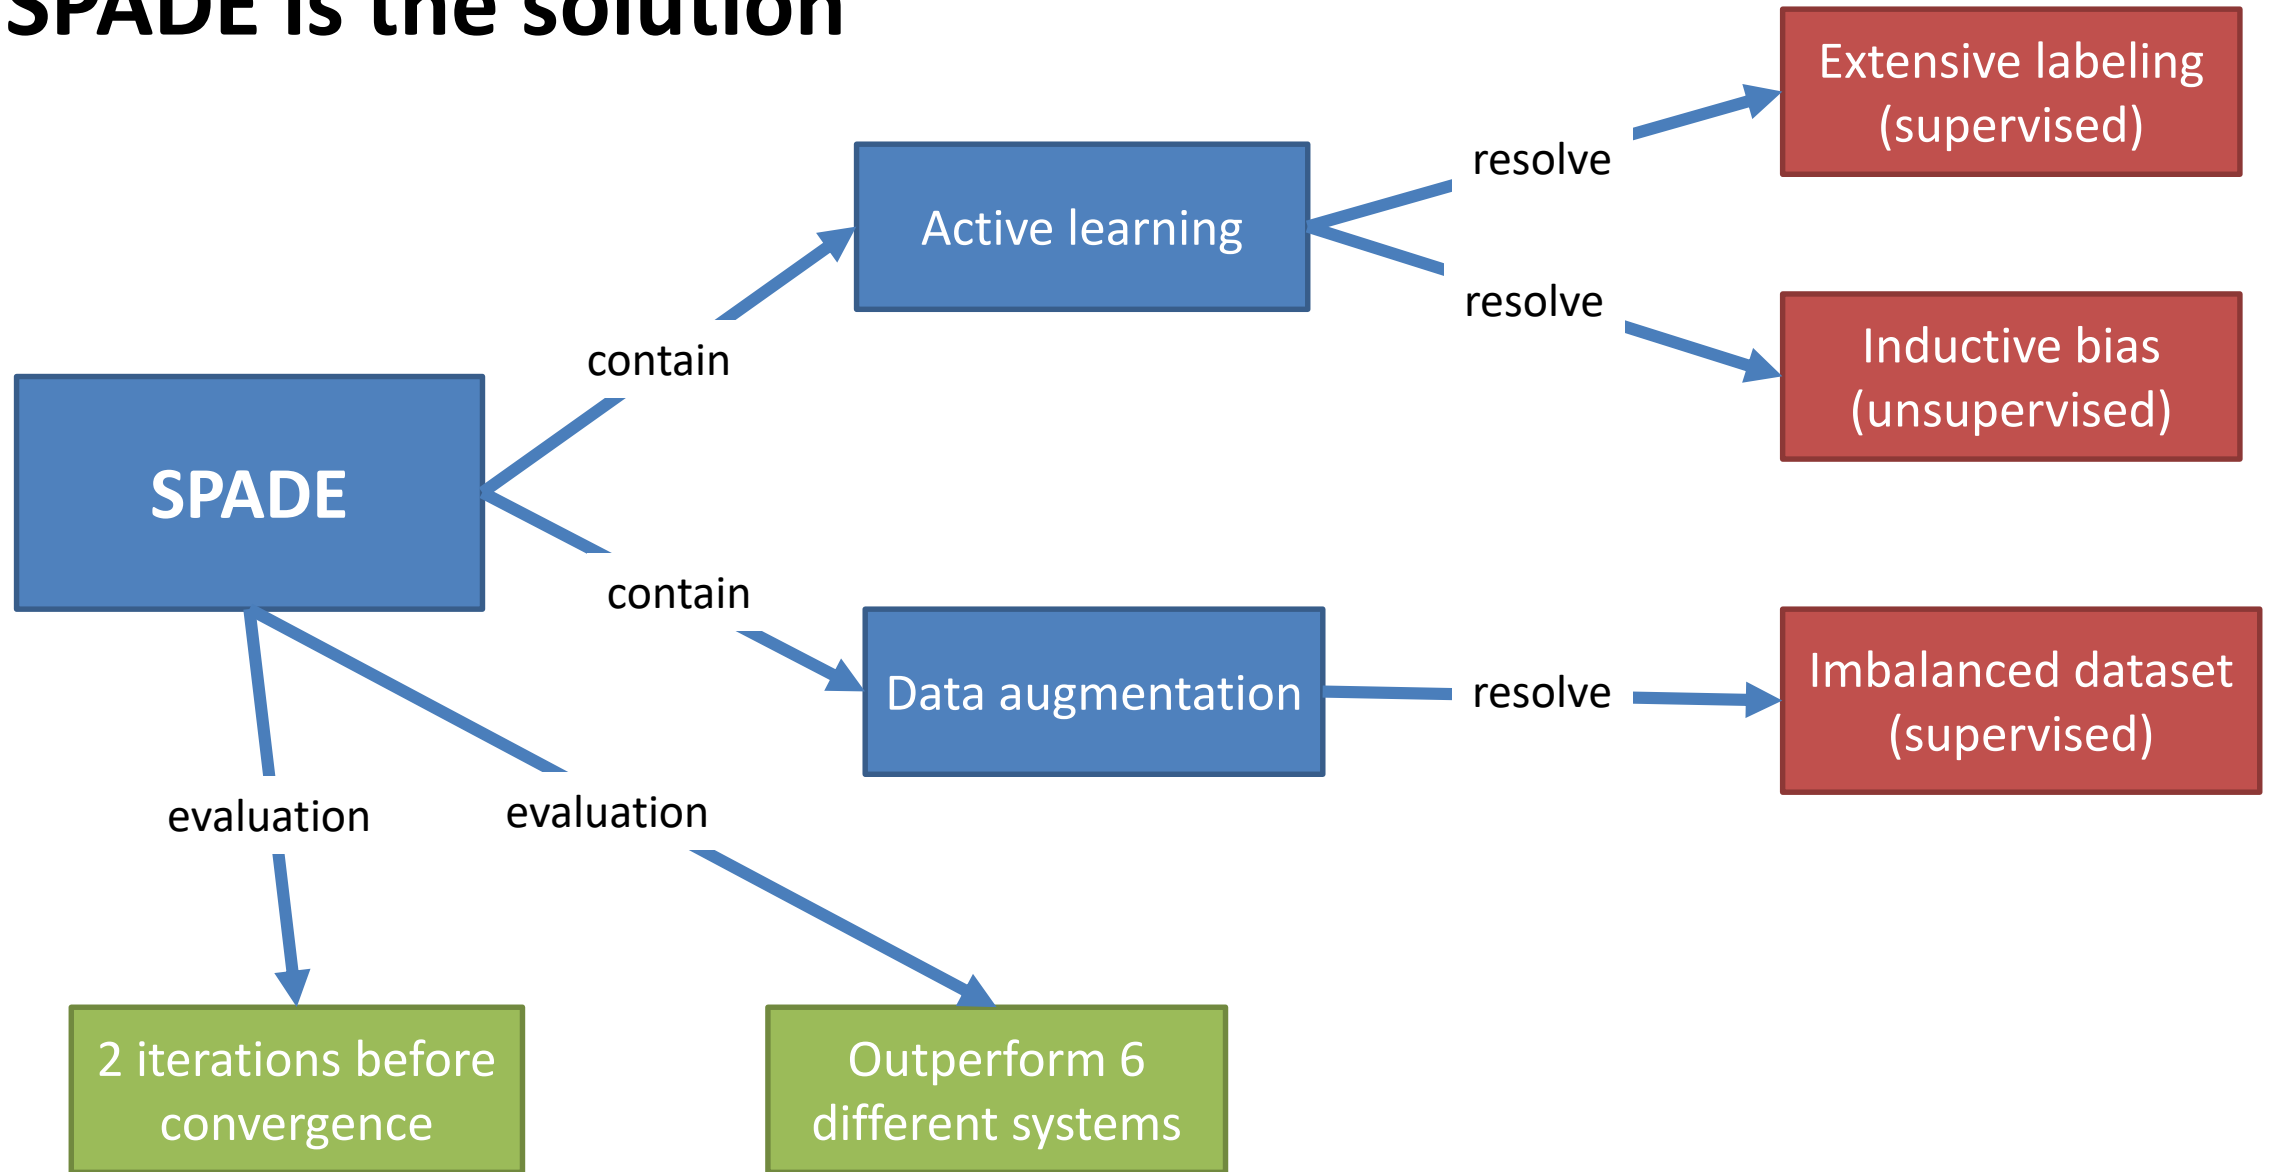 SPADE is the solution
Extensive labeling
(supervised)
resolve
Active learning
resolve
Inductive bias
(unsupervised)
contain
SPADE
contain
Data augmentation
resolve
Imbalanced dataset
(supervised)
evaluation
evaluation
2 iterations before
convergence
Outperform 6
different systems